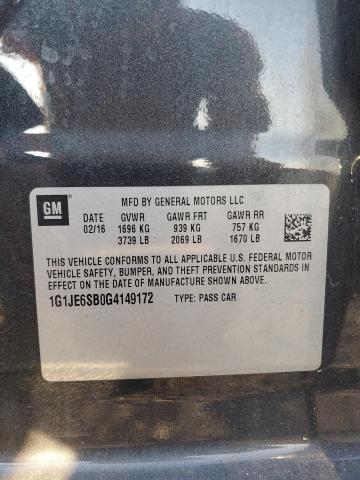 GM
MFD BY GENERAL MOTORS LLC
02/16 GVWR GAWR FRT GAWR RR
1696 KG 939 KG 757 KG
3739 LB 2069 LB 1670 LB
THIS VEHICLE CONFORMS TO ALL APPLICABLE U.S. FEDERAL MOTOR
VEHICLE SAFETY, BUMPER, AND THEFT PREVENTION STANDARDS
IN EFFECT ON THE DATE OF MANUFACTURE SHOWN ABOVE.
1G1JE6SB0G4149172 TYPE: PASS CAR